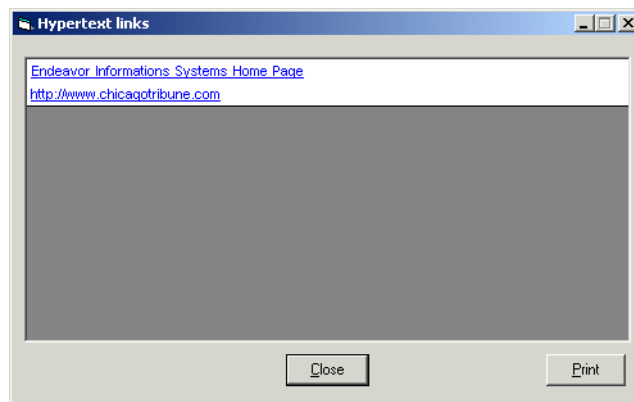 Hypertext links
Endeavor Informations Systems Home Page
http://www.chicagotribune.com
Close
Print